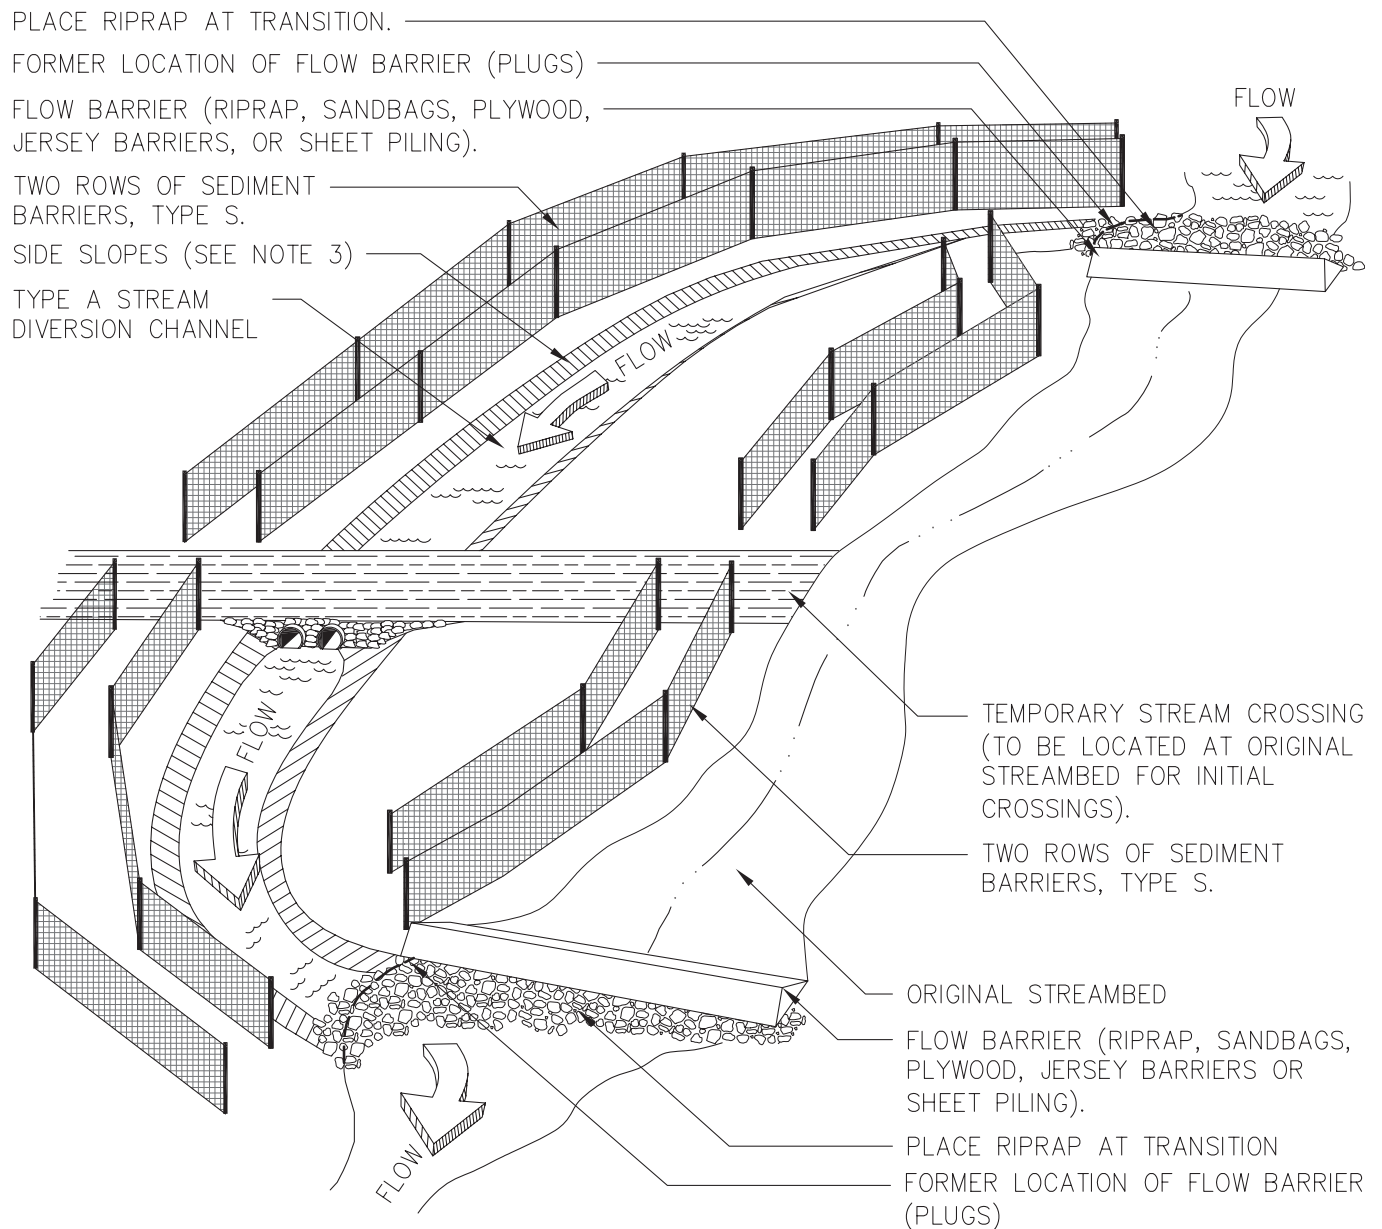 PLACE RIPRAP AT TRANSITION.
FORMER LOCATION OF FLOW BARRIER (PLUGS)
FLOW BARRIER (RIPRAP, SANDBAGS, PLYWOOD,
JERSEY BARRIERS, OR SHEET PILING).
TWO ROWS OF SEDIMENT
BARRIERS, TYPE S.
SIDE SLOPES (SEE NOTE 3)
TYPE A STREAM
DIVERSION CHANNEL
FLOW
FLOW
FLOW
TEMPORARY STREAM CROSSING
(TO BE LOCATED AT ORIGINAL
STREAMBED FOR INITIAL
CROSSINGS).
TWO ROWS OF SEDIMENT
BARRIERS, TYPE S.
ORIGINAL STREAMBED
FLOW BARRIER (RIPRAP, SANDBAGS,
PLYWOOD, JERSEY BARRIERS OR
SHEET PILING).
PLACE RIPRAP AT TRANSITION
FORMER LOCATION OF FLOW BARRIER
(PLUGS)
FLOW